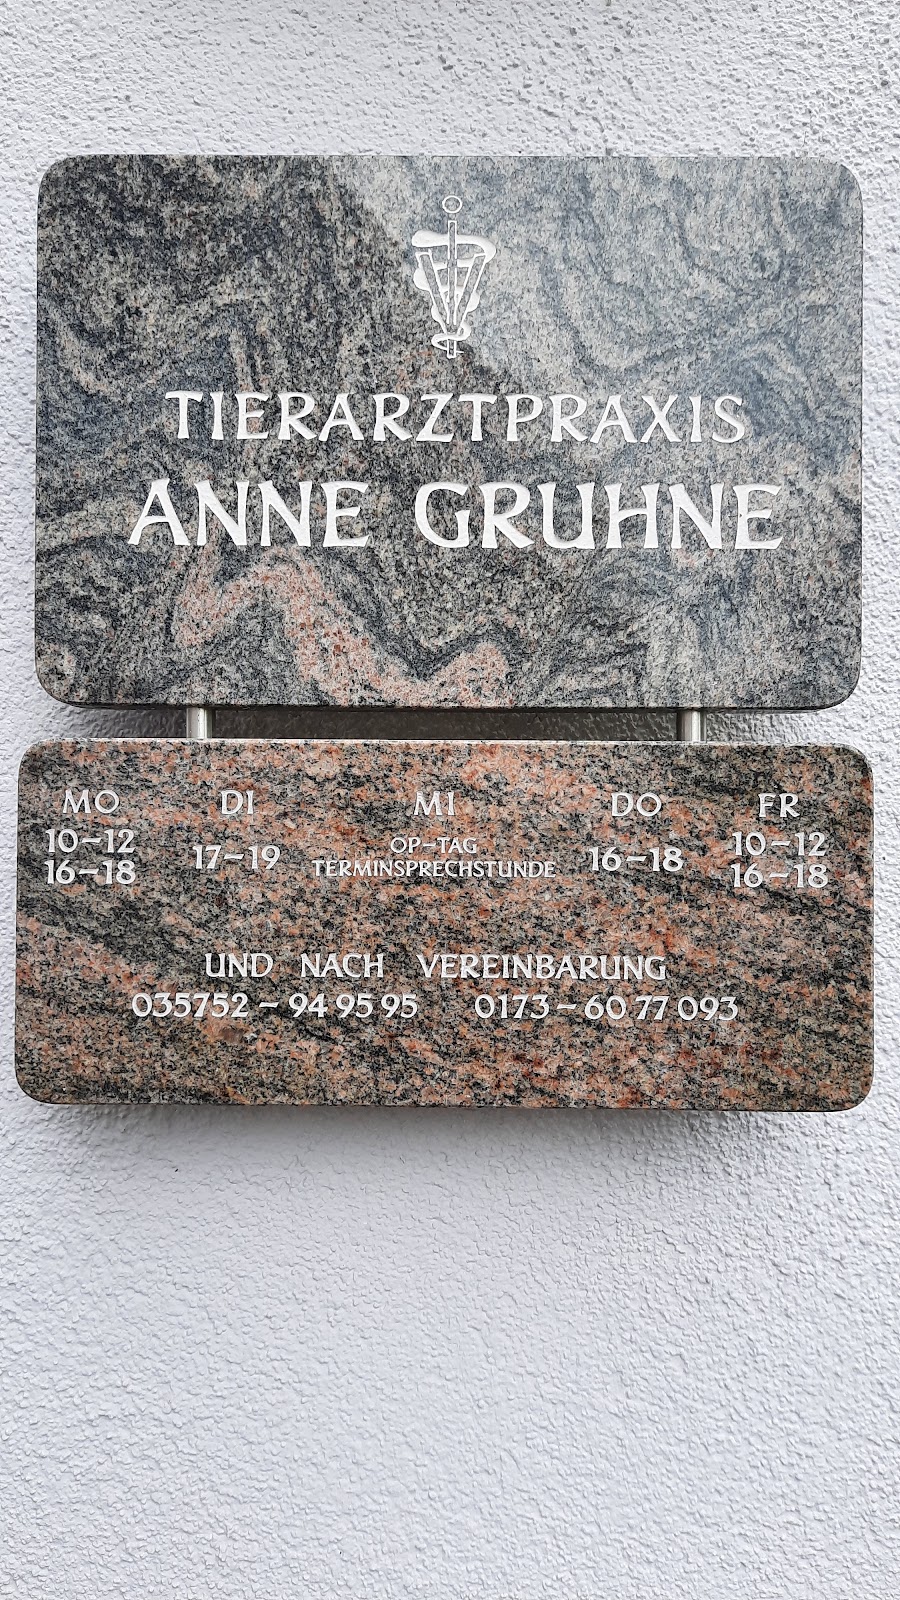 TIERARZTPRAXIS
ANNE GRUHNE
MO DI MI DO FR
10-12 17-19 OP-TAG 16-18 10-12
16-18 TERMINSPRECHSTUNDE 16-18
UND NACH VEREINBARUNG
035752 - 94 95 95 0173 - 60 77 093